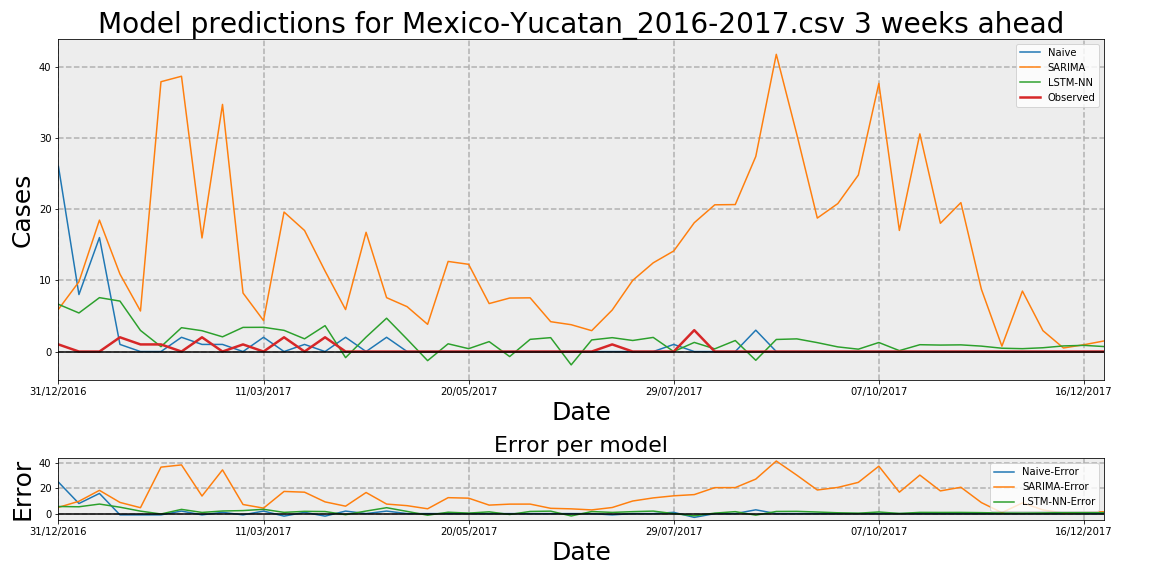 Model predictions for Mexico-Yucatan_2016-2017.csv 3 weeks ahead
Naive
SARIMA
LSTM-NN
Observed
Cases
40
30
20
10
0
31/12/2016 11/03/2017 20/05/2017 29/07/2017 07/10/2017 16/12/2017
Date
Error per model
Naive-Error
SARIMA-Error
LSTM-NN-Error
Error
40
20
0
31/12/2016 11/03/2017 20/05/2017 29/07/2017 07/10/2017 16/12/2017
Date